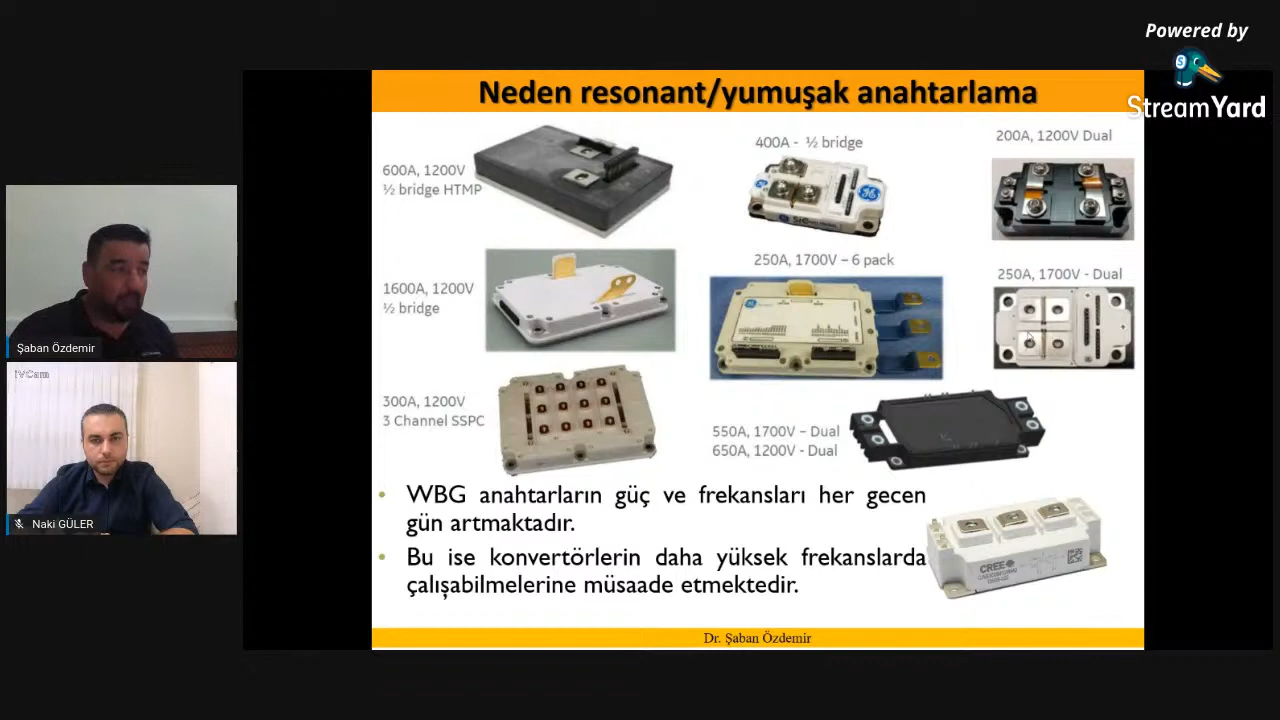 Powered by
StreamYard
Neden resonant/yumuşak anahtarlama
600A, 1200V
½ bridge HTMP
400A - ½ bridge
200A, 1200V Dual
1600A, 1200V
½ bridge
250A, 1700V – 6 pack
250A, 1700V - Dual
300A, 1200V
3 Channel SSPC
550A, 1700V – Dual
650A, 1200V - Dual
CREE
• WBG anahtarların güç ve frekansları her geçen
gün artmaktadır.
• Bu ise konvertörlerin daha yüksek frekanslarda
çalışabilmelerine müsaade etmektedir.
Dr. Şaban Özdemir
Şaban Özdemir
iVCam
Naki GÜLER